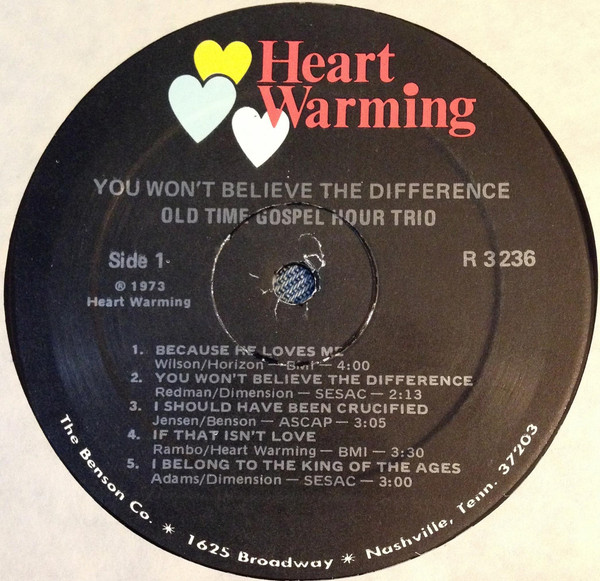 Heart
Warming
YOU WON'T BELIEVE THE DIFFERENCE
OLD TIME GOSPEL HOUR TRIO
Side 1
R 3236
℗ 1973
Heart Warming
1. BECAUSE HE LOVES ME
Wilson/Horizon — BMI — 4:00
2. YOU WON'T BELIEVE THE DIFFERENCE
Redman/Dimension — SESAC — 2:13
3. I SHOULD HAVE BEEN CRUCIFIED
Jensen/Benson — ASCAP — 3:05
4. IF THAT ISN'T LOVE
Rambo/Heart Warming — BMI — 3:30
5. I BELONG TO THE KING OF THE AGES
Adams/Dimension — SESAC — 3:00
The Benson Co. * 1625 Broadway * Nashville, Tenn. 37203